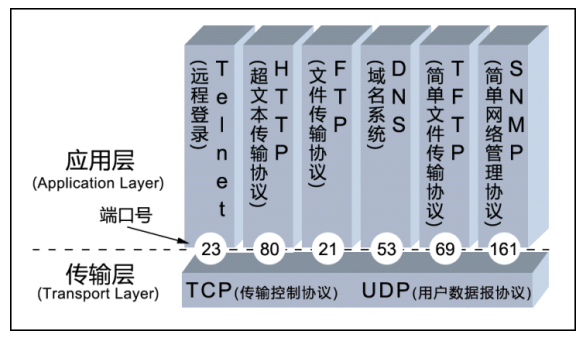 Telnet
(远程登录)
HTTP
(超文本传输协议)
FTP
(文件传输协议)
DNS
(域名系统)
TFTP
(简单文件传输协议)
SNMP
(简单网络管理协议)
应用层
(Application Layer)
端口号
23
80
21
53
69
161
传输层
(Transport Layer)
TCP(传输控制协议) UDP(用户数据报协议)